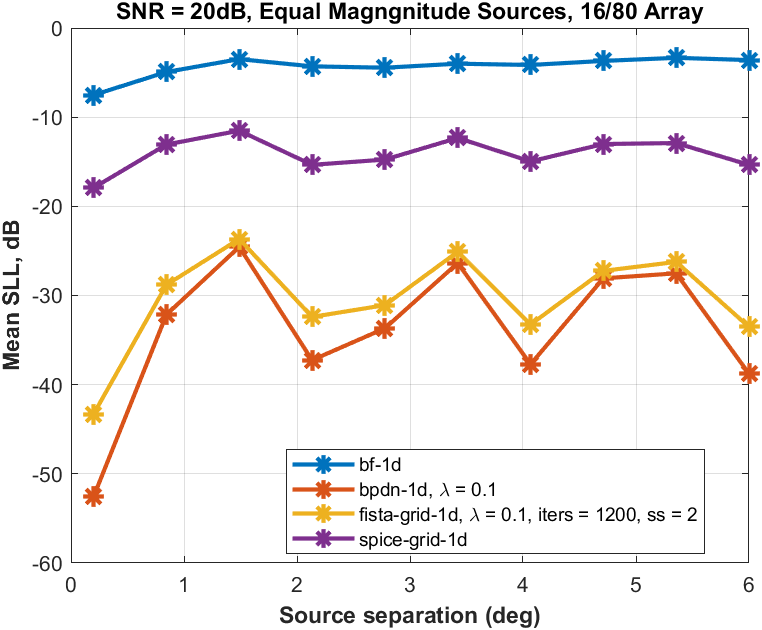 SNR = 20dB, Equal Magngnitude Sources, 16/80 Array
Mean SLL, dB
0
-10
-20
-30
-40
-50
-60
bf-1d
bpdn-1d, λ = 0.1
fista-grid-1d, λ = 0.1, iters = 1200, ss = 2
spice-grid-1d
0 1 2 3 4 5 6
Source separation (deg)